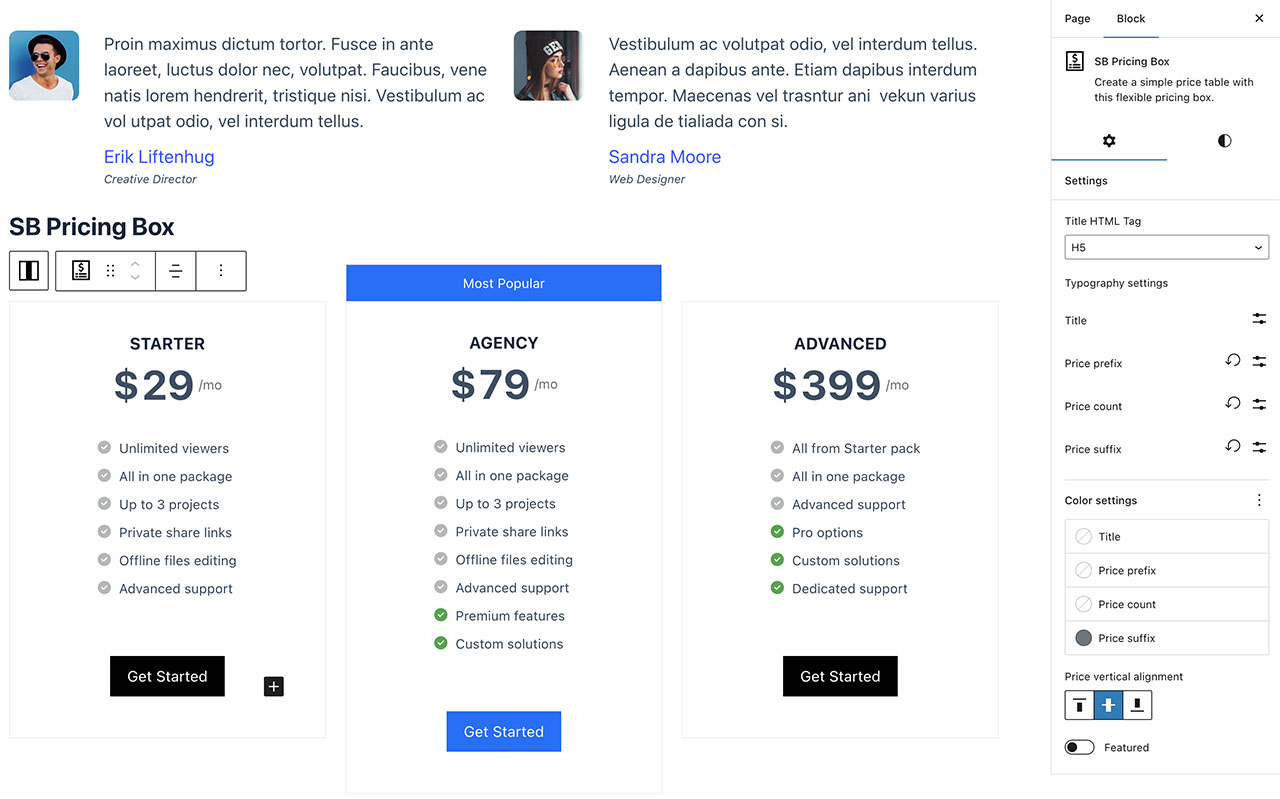 Proin maximus dictum tortor. Fusce in ante
laoreet, luctus dolor nec, volutpat. Faucibus, vene
natis lorem hendrerit, tristique nisi. Vestibulum ac
vol utpat odio, vel interdum tellus.
Erik Liftenhug
Creative Director
Vestibulum ac volutpat odio, vel interdum tellus.
Aenean a dapibus ante. Etiam dapibus interdum
tempor. Maecenas vel trasntur ani vekun varius
ligula de tialiada con si.
Sandra Moore
Web Designer
SB Pricing Box
STARTER
$29 /mo
Unlimited viewers
All in one package
Up to 3 projects
Private share links
Offline files editing
Advanced support
Get Started
Most Popular
AGENCY
$79 /mo
Unlimited viewers
All in one package
Up to 3 projects
Private share links
Offline files editing
Advanced support
Premium features
Custom solutions
Get Started
ADVANCED
$399 /mo
All from Starter pack
All in one package
Advanced support
Pro options
Custom solutions
Dedicated support
Get Started
Page Block
SB Pricing Box
Create a simple price table with
this flexible pricing box.
Settings
Title HTML Tag
H5
Typography settings
Title
Price prefix
Price count
Price suffix
Color settings
Title
Price prefix
Price count
Price suffix
Price vertical alignment
Featured